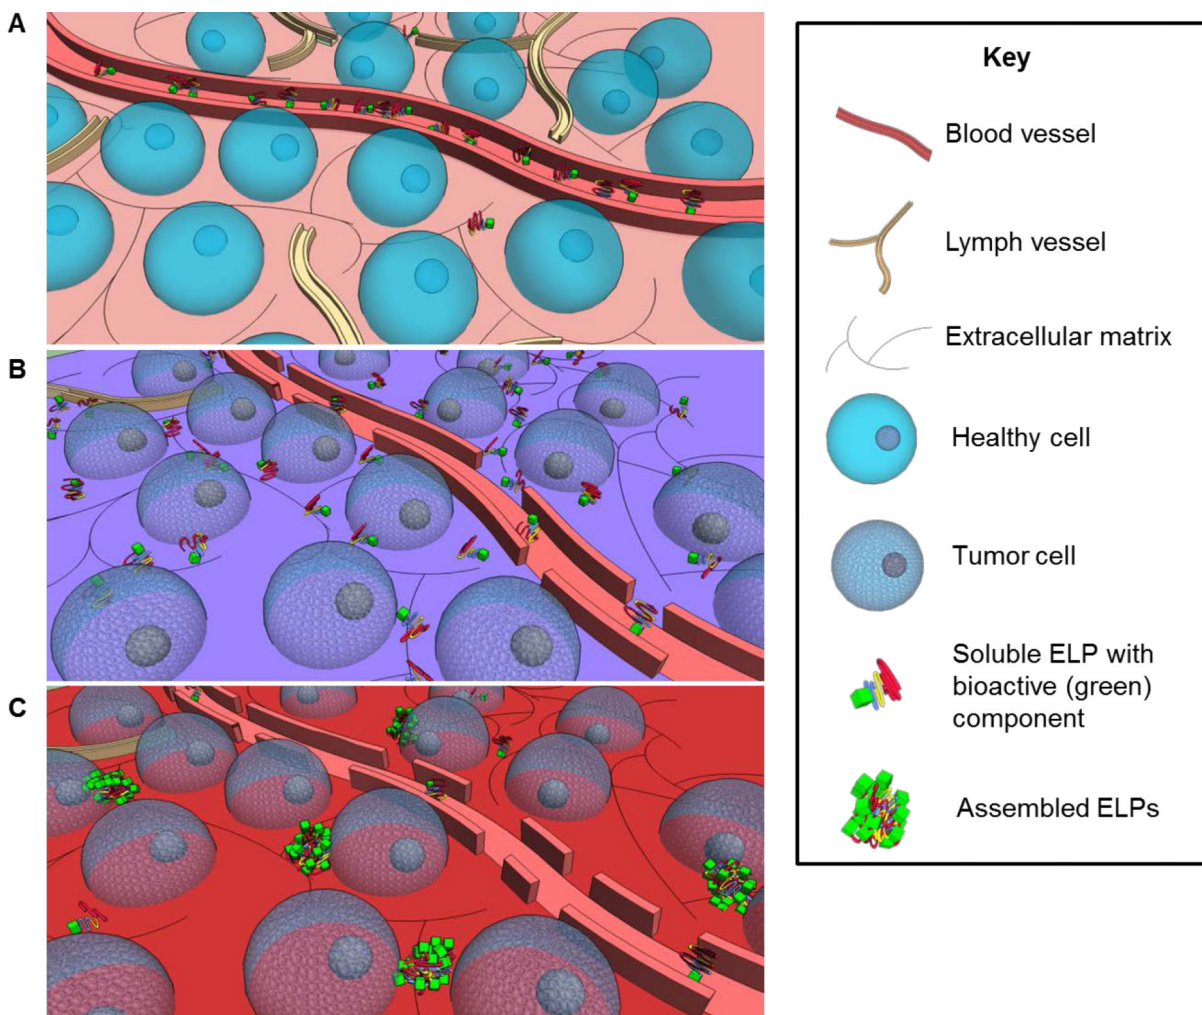 A
B
C
Key
Blood vessel
Lymph vessel
Extracellular matrix
Healthy cell
Tumor cell
Soluble ELP with
bioactive (green)
component
Assembled ELPs